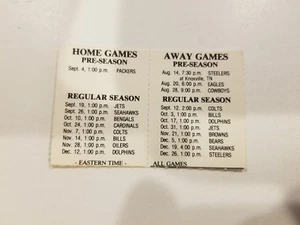 HOME GAMES
PRE-SEASON
Sept. 4, 1:00 p.m. PACKERS
REGULAR SEASON
Sept. 19, 1:00 p.m. JETS
Sept. 26, 1:00 p.m. SEAHAWKS
Oct. 10, 1:00 p.m. BENGALS
Oct. 24, 1:00 p.m. CARDINALS
Nov. 7, 1:00 p.m. COLTS
Nov. 14, 1:00 p.m. BILLS
Nov. 28, 1:00 p.m. OILERS
Dec. 12, 1:00 p.m. DOLPHINS
- EASTERN TIME -
AWAY GAMES
PRE-SEASON
Aug. 14, 7:30 p.m. STEELERS
at Knoxville, TN
Aug. 20, 6:00 p.m. EAGLES
Aug. 28, 9:00 p.m. COWBOYS
REGULAR SEASON
Sept. 12, 2:00 p.m. COLTS
Oct. 3, 1:00 p.m. BILLS
Oct. 17, 1:00 p.m. DOLPHINS
Oct. 31, 1:00 p.m. JETS
Nov. 21, 1:00 p.m. BROWNS
Dec. 5, 1:00 p.m. BEARS
Dec. 19, 4:00 p.m. SEAHAWKS
Dec. 26, 1:00 p.m. STEELERS
ALL GAMES